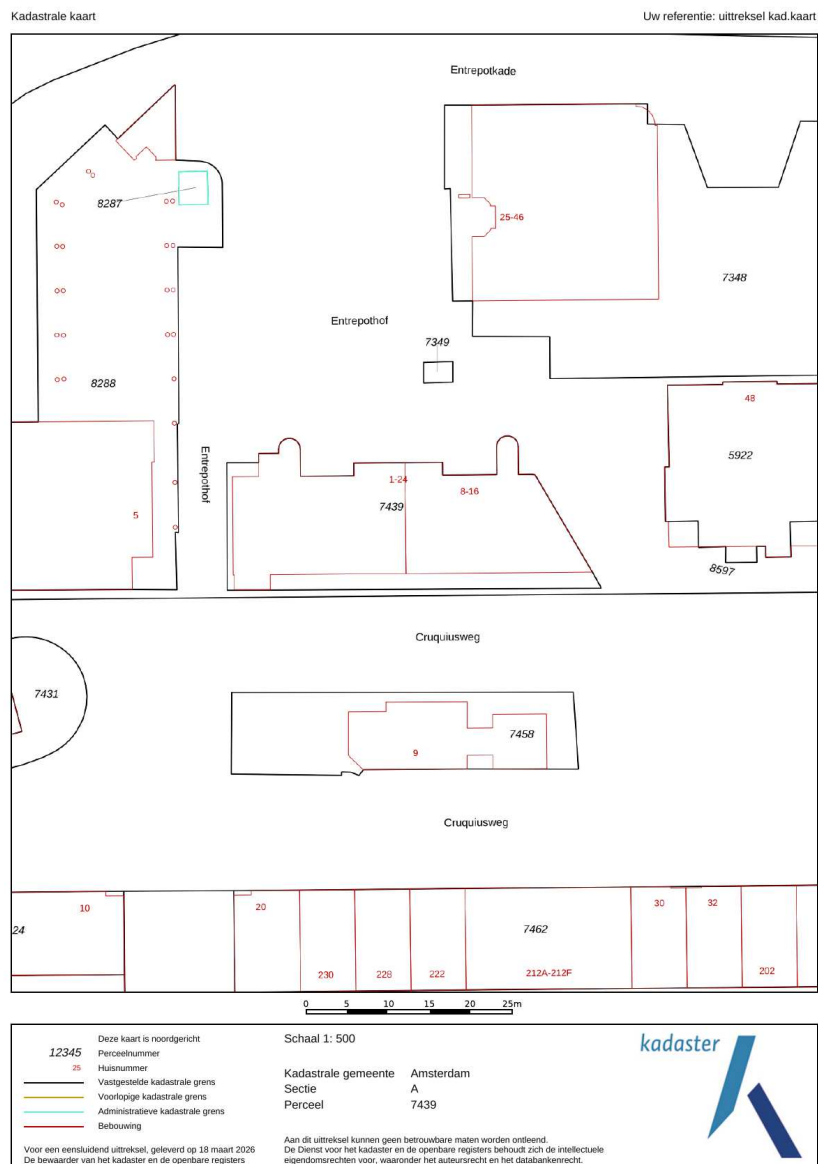 Kadastrale kaart
Uw referentie: uittreksel kad.kaart
Entrepotkade
8287
25-46
7348
Entrepothof
7349
8288
48
5922
Entrepothof
1-24
8-16
7439
5
8597
Cruquiusweg
7431
7458
9
Cruquiusweg
10
20
30
32
24
7462
230
228
222
212A-212F
202
0 5 10 15 20 25m
Deze kaart is noordgericht
12345 Perceelnummer
25 Huisnummer
Vastgestelde kadastrale grens
Voorlopige kadastrale grens
Administratieve kadastrale grens
Bebouwing
Voor een eensluidend uittreksel, geleverd op 18 maart 2026
De bewaarder van het kadaster en de openbare registers
Schaal 1: 500
Kadastrale gemeente Amsterdam
Sectie A
Perceel 7439
Aan dit uittreksel kunnen geen betrouwbare maten worden ontleend.
De Dienst voor het kadaster en de openbare registers behoudt zich de intellectuele
eigendomsrechten voor, waaronder het auteursrecht en het databankenrecht.
kadaster